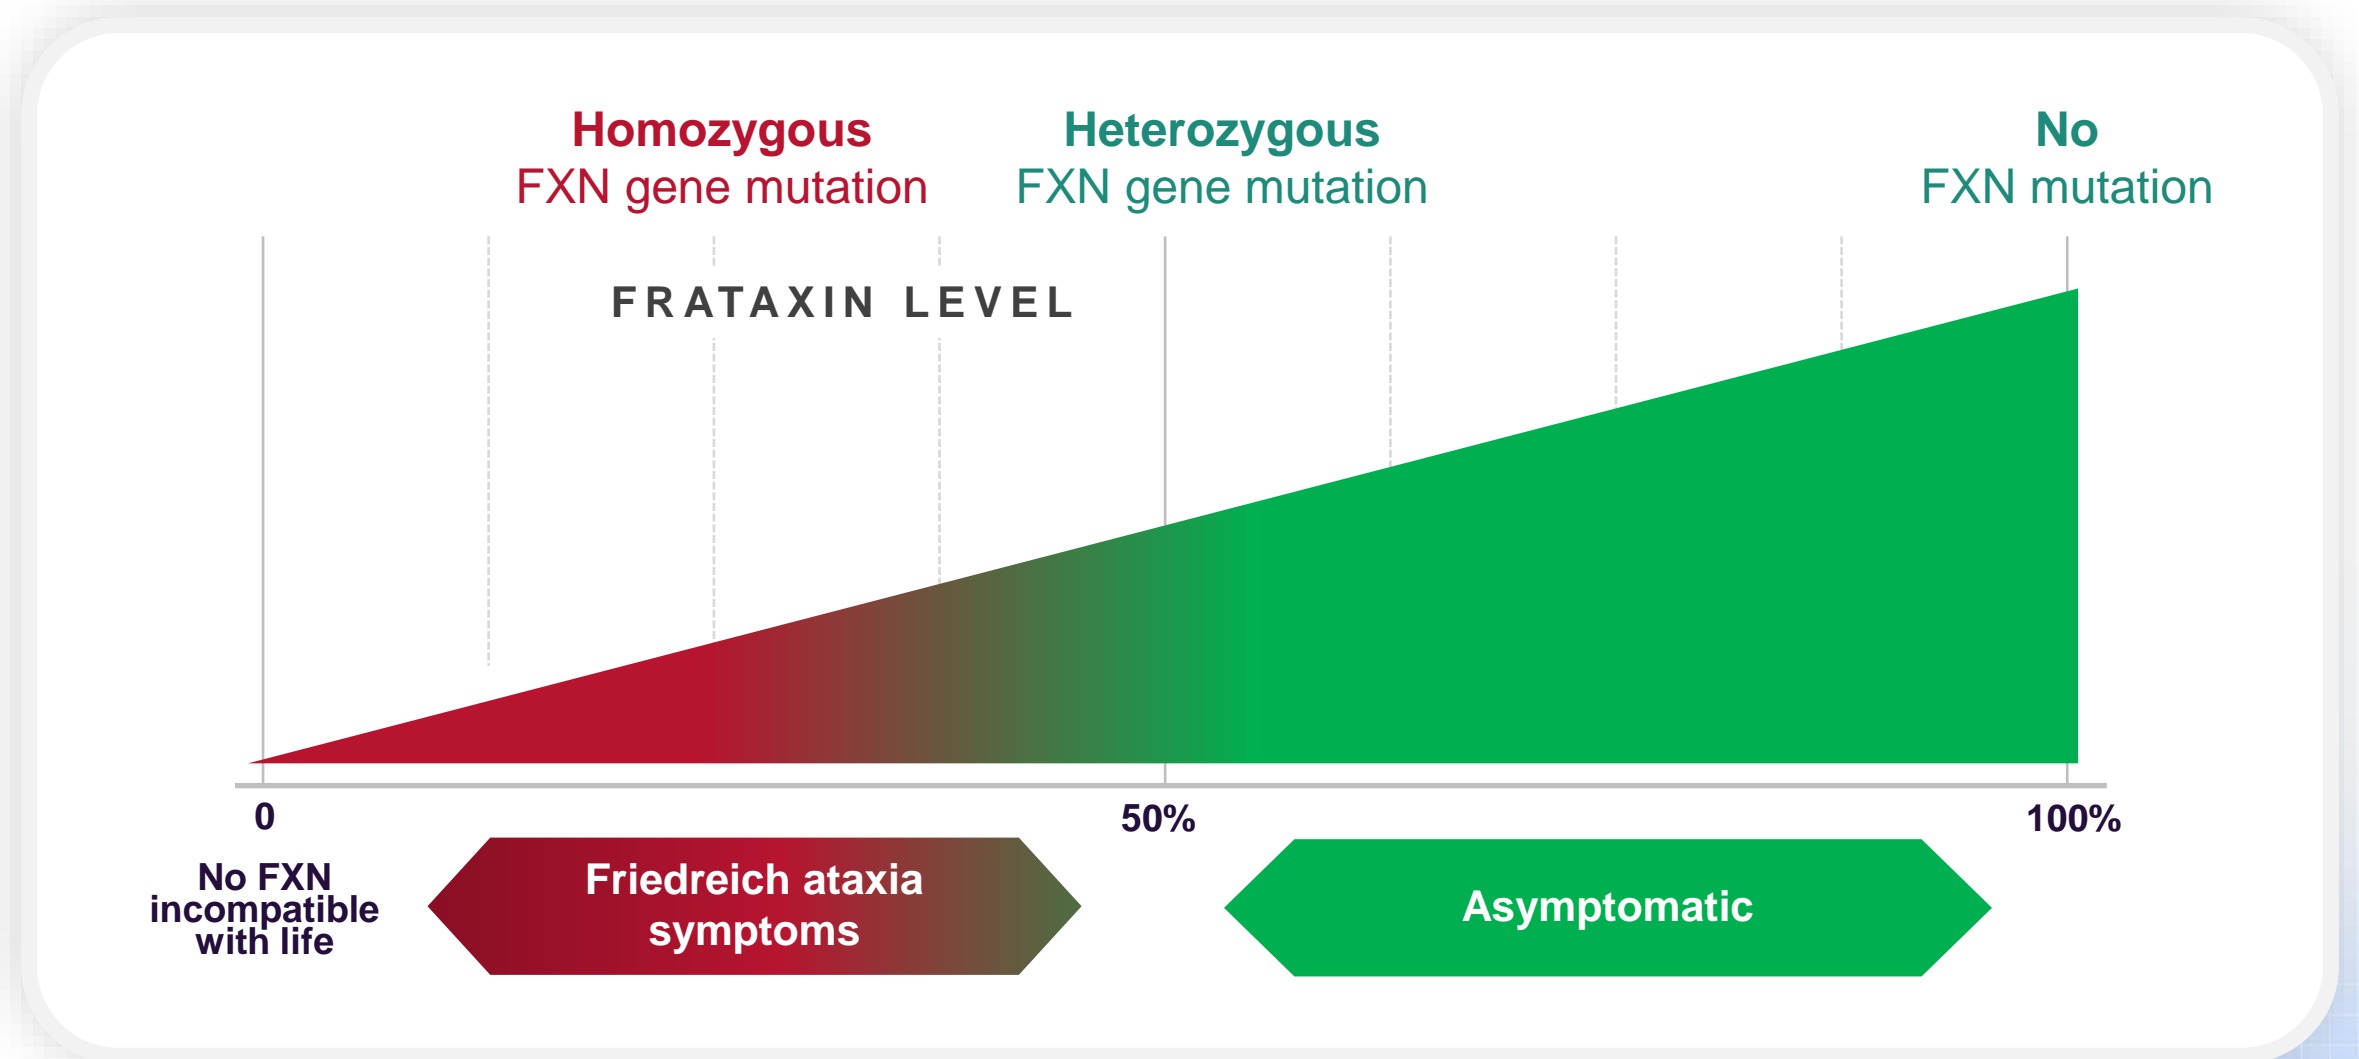 Homozygous
FXN gene mutation
Heterozygous
FXN gene mutation
No
FXN mutation
FRATAXIN LEVEL
0
50%
100%
No FXN
incompatible
with life
Friedreich ataxia
symptoms
Asymptomatic